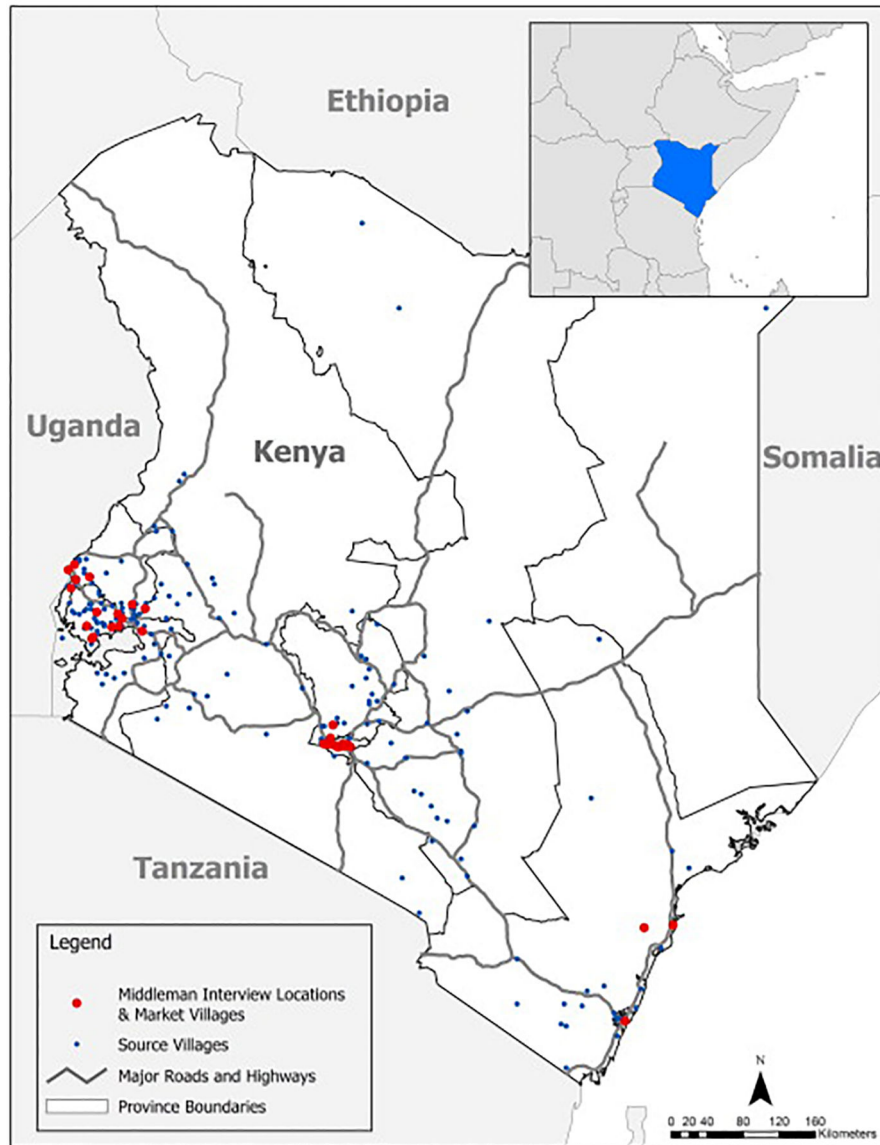 Ethiopia
Uganda
Kenya
Somalia
Tanzania
Legend
Middleman Interview Locations
& Market Villages
Source Villages
Major Roads and Highways
Province Boundaries
N
0 20 40 80 120 160
Kilometers